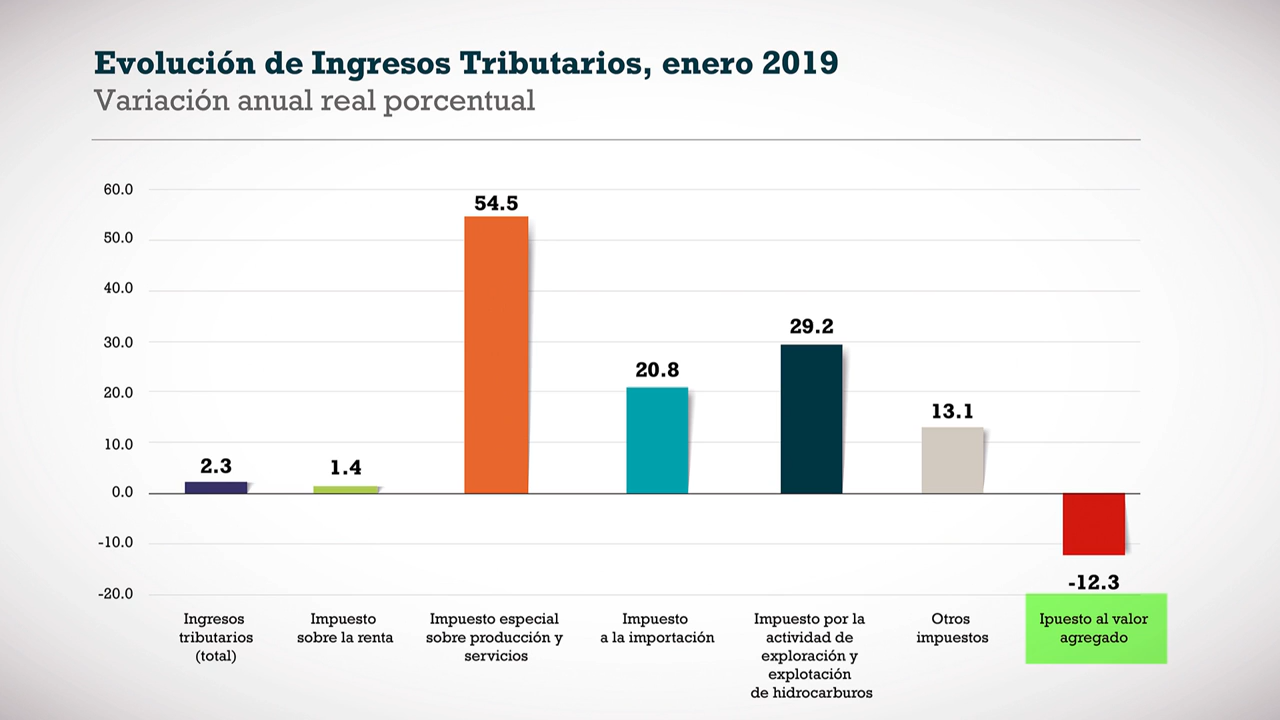 Evolución de Ingresos Tributarios, enero 2019
Variación anual real porcentual
60.0
50.0
40.0
30.0
20.0
10.0
0.0
-10.0
-20.0
2.3
1.4
54.5
20.8
29.2
13.1
-12.3
Ingresos
tributarios
(total)
Impuesto
sobre la renta
Impuesto especial
sobre producción y
servicios
Impuesto
a la importación
Impuesto por la
actividad de
exploración y
explotación
de hidrocarburos
Otros
impuestos
Ipuesto al valor
agregado